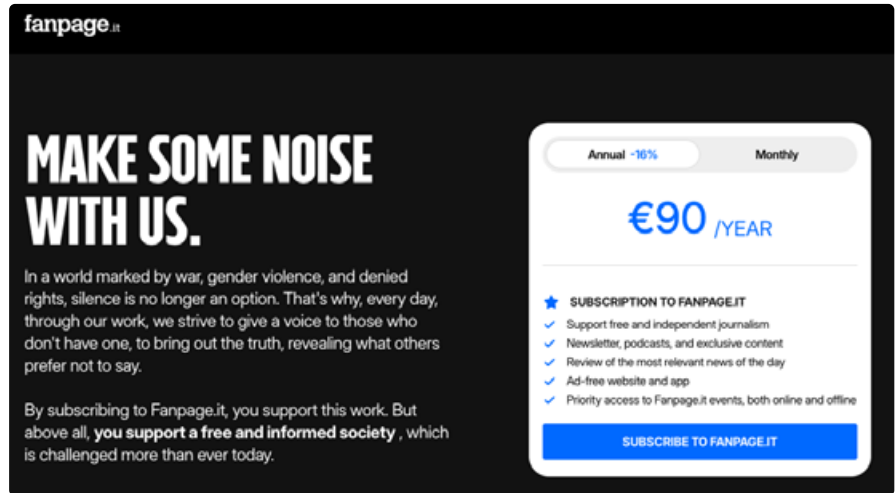 fanpage.it
MAKE SOME NOISE
WITH US.
In a world marked by war, gender violence, and denied
rights, silence is no longer an option. That's why, every day,
through our work, we strive to give a voice to those who
don't have one, to bring out the truth, revealing what others
prefer not to say.
By subscribing to Fanpage.it, you support this work. But
above all, you support a free and informed society , which
is challenged more than ever today.
Annual -16%
Monthly
€90 /YEAR
SUBSCRIPTION TO FANPAGE.IT
Support free and independent journalism
Newsletter, podcasts, and exclusive content
Review of the most relevant news of the day
Ad-free website and app
Priority access to Fanpage.it events, both online and offline
SUBSCRIBE TO FANPAGE.IT